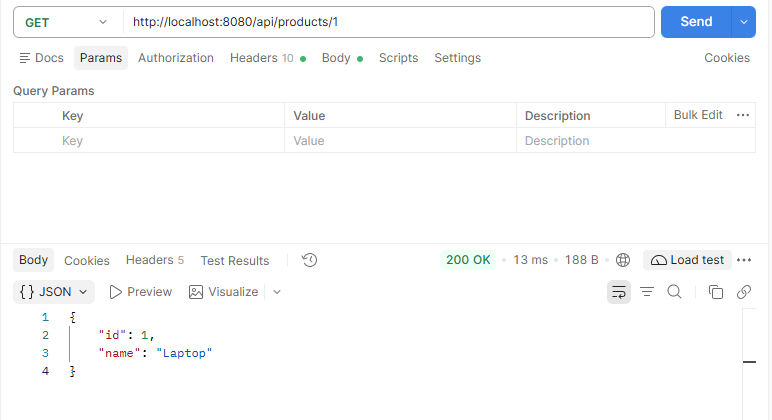 GET http://localhost:8080/api/products/1 Send
Docs Params Authorization Headers 10 Body Scripts Settings Cookies
Query Params
Key Value Description Bulk Edit
Key Value Description
Body Cookies Headers 5 Test Results 200 OK 13 ms 188 B Load test
{} JSON Preview Visualize
1 {
2 "id": 1,
3 "name": "Laptop"
4 }